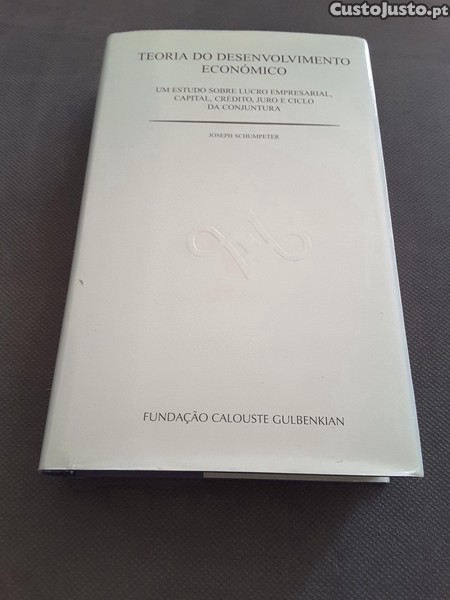 CustoJusto.pt
TEORIA DO DESENVOLVIMENTO
ECONÓMICO
UM ESTUDO SOBRE LUCRO EMPRESARIAL,
CAPITAL, CRÉDITO, JURO E CICLO
DA CONJUNTURA
JOSEPH SCHUMPETER
FUNDAÇÃO CALOUSTE GULBENKIAN